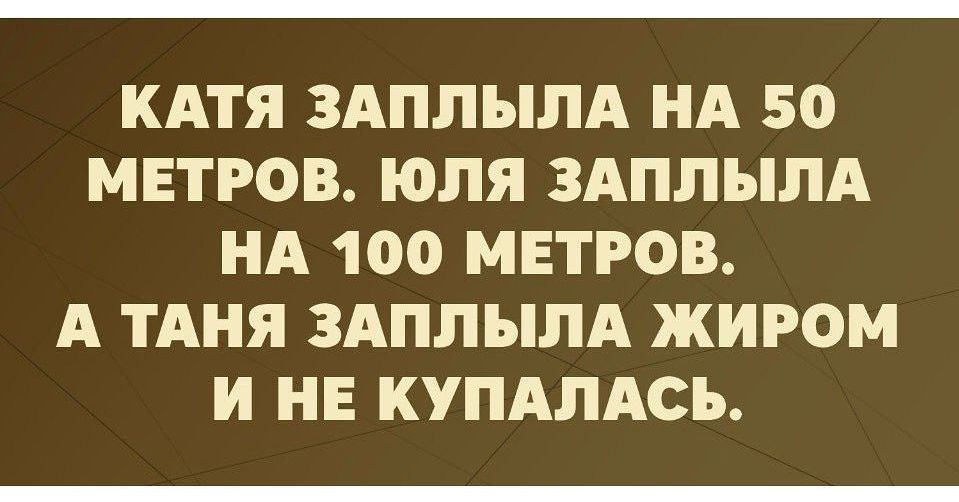 КАТЯ ЗАПЛЫЛА НА 50
МЕТРОВ. ЮЛЯ ЗАПЛЫЛА
НА 100 МЕТРОВ.
А ТАНЯ ЗАПЛЫЛА ЖИРОМ
И НЕ КУПАЛАСЬ.